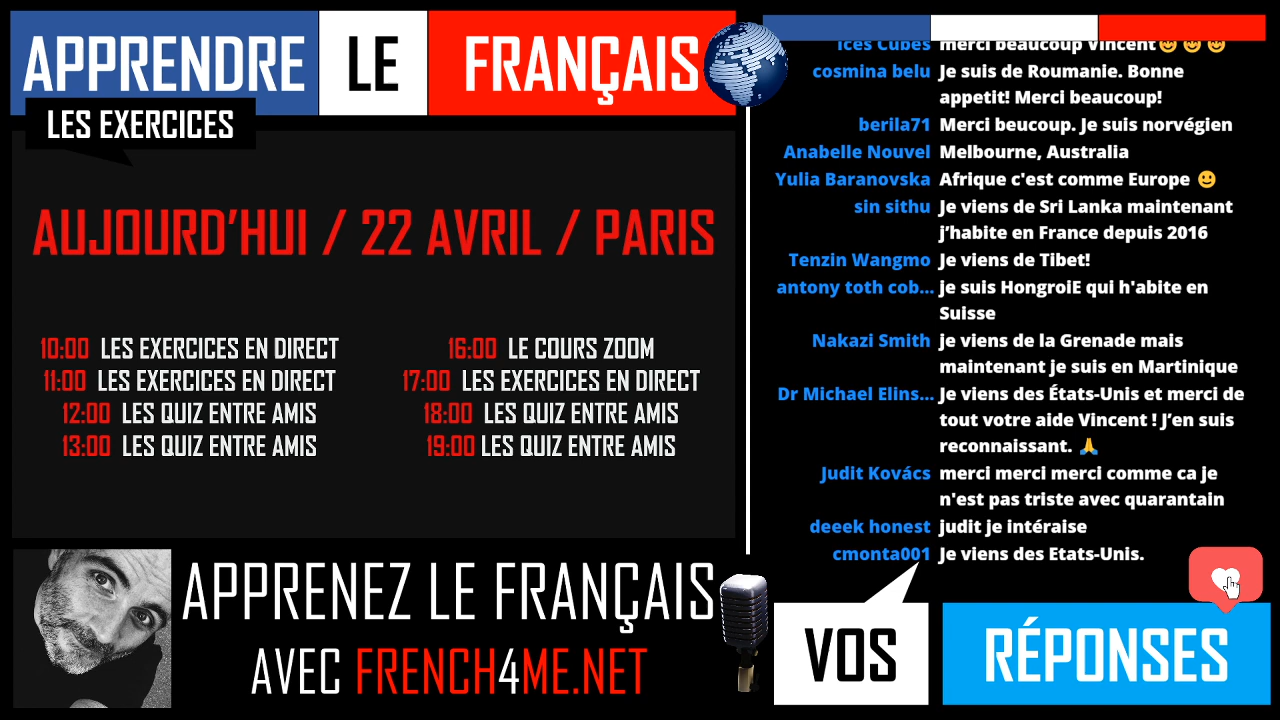 APPRENDRE LE FRANÇAIS
LES EXERCICES
AUJOURD'HUI / 22 AVRIL / PARIS
10:00 LES EXERCICES EN DIRECT
11:00 LES EXERCICES EN DIRECT
12:00 LES QUIZ ENTRE AMIS
13:00 LES QUIZ ENTRE AMIS
16:00 LE COURS ZOOM
17:00 LES EXERCICES EN DIRECT
18:00 LES QUIZ ENTRE AMIS
19:00 LES QUIZ ENTRE AMIS
APPRENEZ LE FRANÇAIS
AVEC FRENCH4ME.NET
Ices Cubes merci beaucoup Vincent😊😊😊
cosmina belu Je suis de Roumanie. Bonne
appetit! Merci beaucoup!
berila71 Merci beucoup. Je suis norvégien
Anabelle Nouvel Melbourne, Australia
Yulia Baranovska Afrique c'est comme Europe 🙂
sin sithu Je viens de Sri Lanka maintenant
j’habite en France depuis 2016
Tenzin Wangmo Je viens de Tibet!
antony toth cob... je suis HongroiE qui h'abite en
Suisse
Nakazi Smith je viens de la Grenade mais
maintenant je suis en Martinique
Dr Michael Elins... Je viens des États-Unis et merci de
tout votre aide Vincent ! J’en suis
reconnaissant. 🙏
Judit Kovács merci merci merci comme ca je
n'est pas triste avec quarantain
deeek honest judit je intéraise
cmonta001 Je viens des Etats-Unis.
VOS RÉPONSES